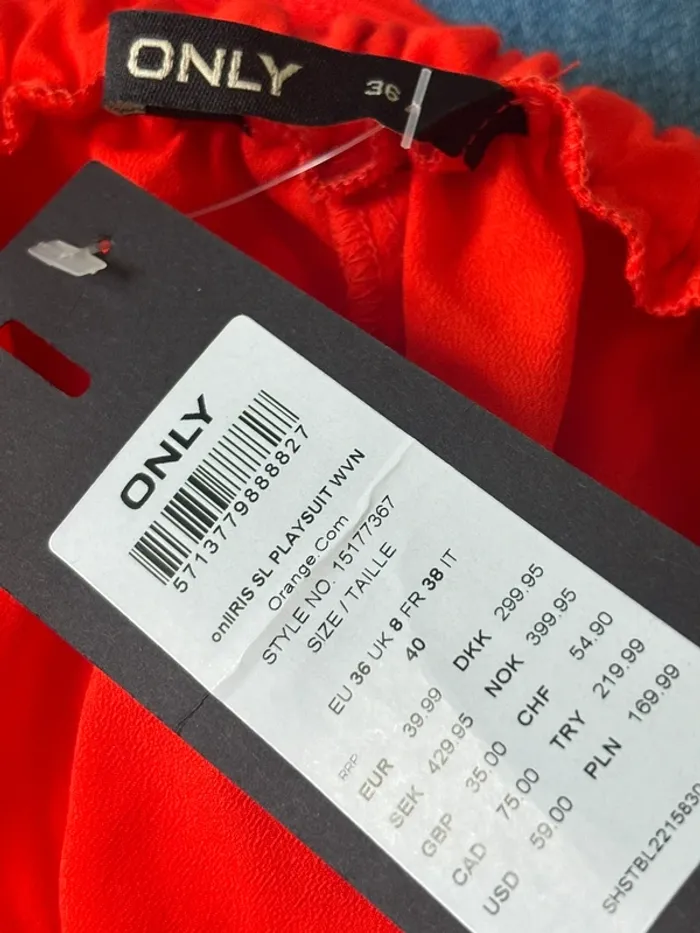 ONLY 36
ONLY
5713779888827
onlIRIS SL PLAYSUIT WVN
Orange.Com
STYLE NO. 15177367
SIZE / TAILLE
EU 36 UK 8 FR 38 IT
40
RRP
EUR 39.99 DKK 299.95
SEK 429.95 NOK 399.95
GBP 35.00 CHF 54.90
CAD 75.00 TRY 219.99
USD 59.00 PLN 169.99
SHSTBL2215830